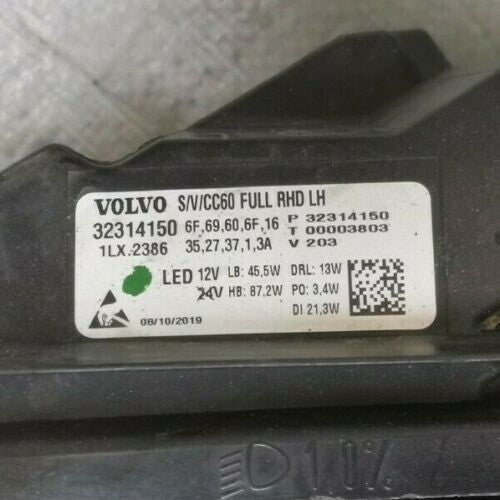 VOLVO S/V/CC60 FULL RHD LH
32314150 6F,69,60,6F,16 P 32314150
T 00003803
1LX.2386 35,27,37,1,3A V 203
LED 12V LB: 45,5W DRL: 13W
24V HB: 87,2W PO: 3,4W
DI 21,3W
08/10/2019
1.0%